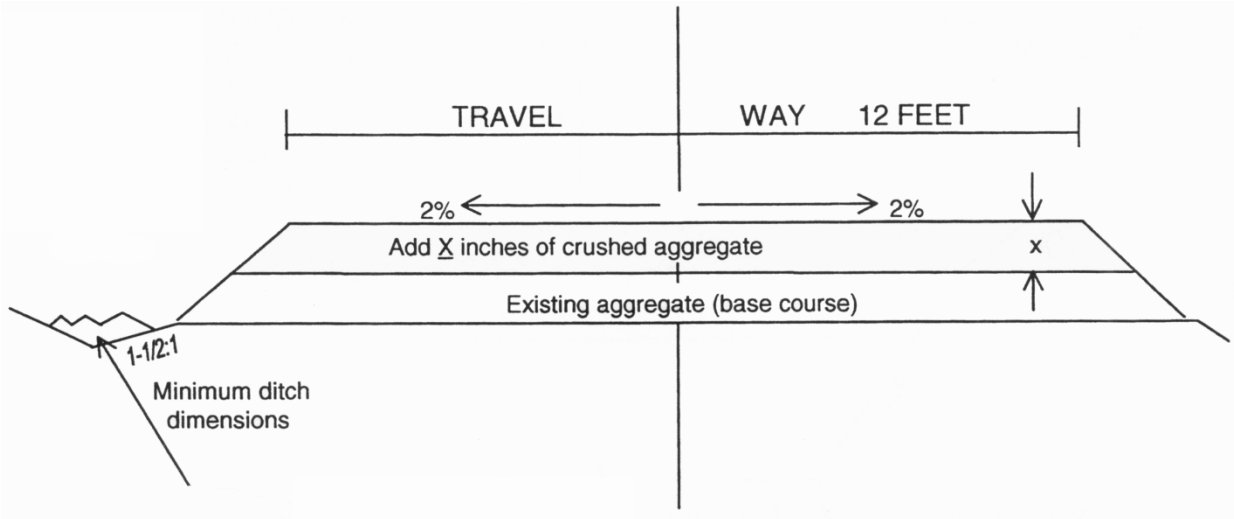 TRAVEL WAY 12 FEET
2% 2%
Add X inches of crushed aggregate x
Existing aggregate (base course)
1-1/2:1
Minimum ditch
dimensions